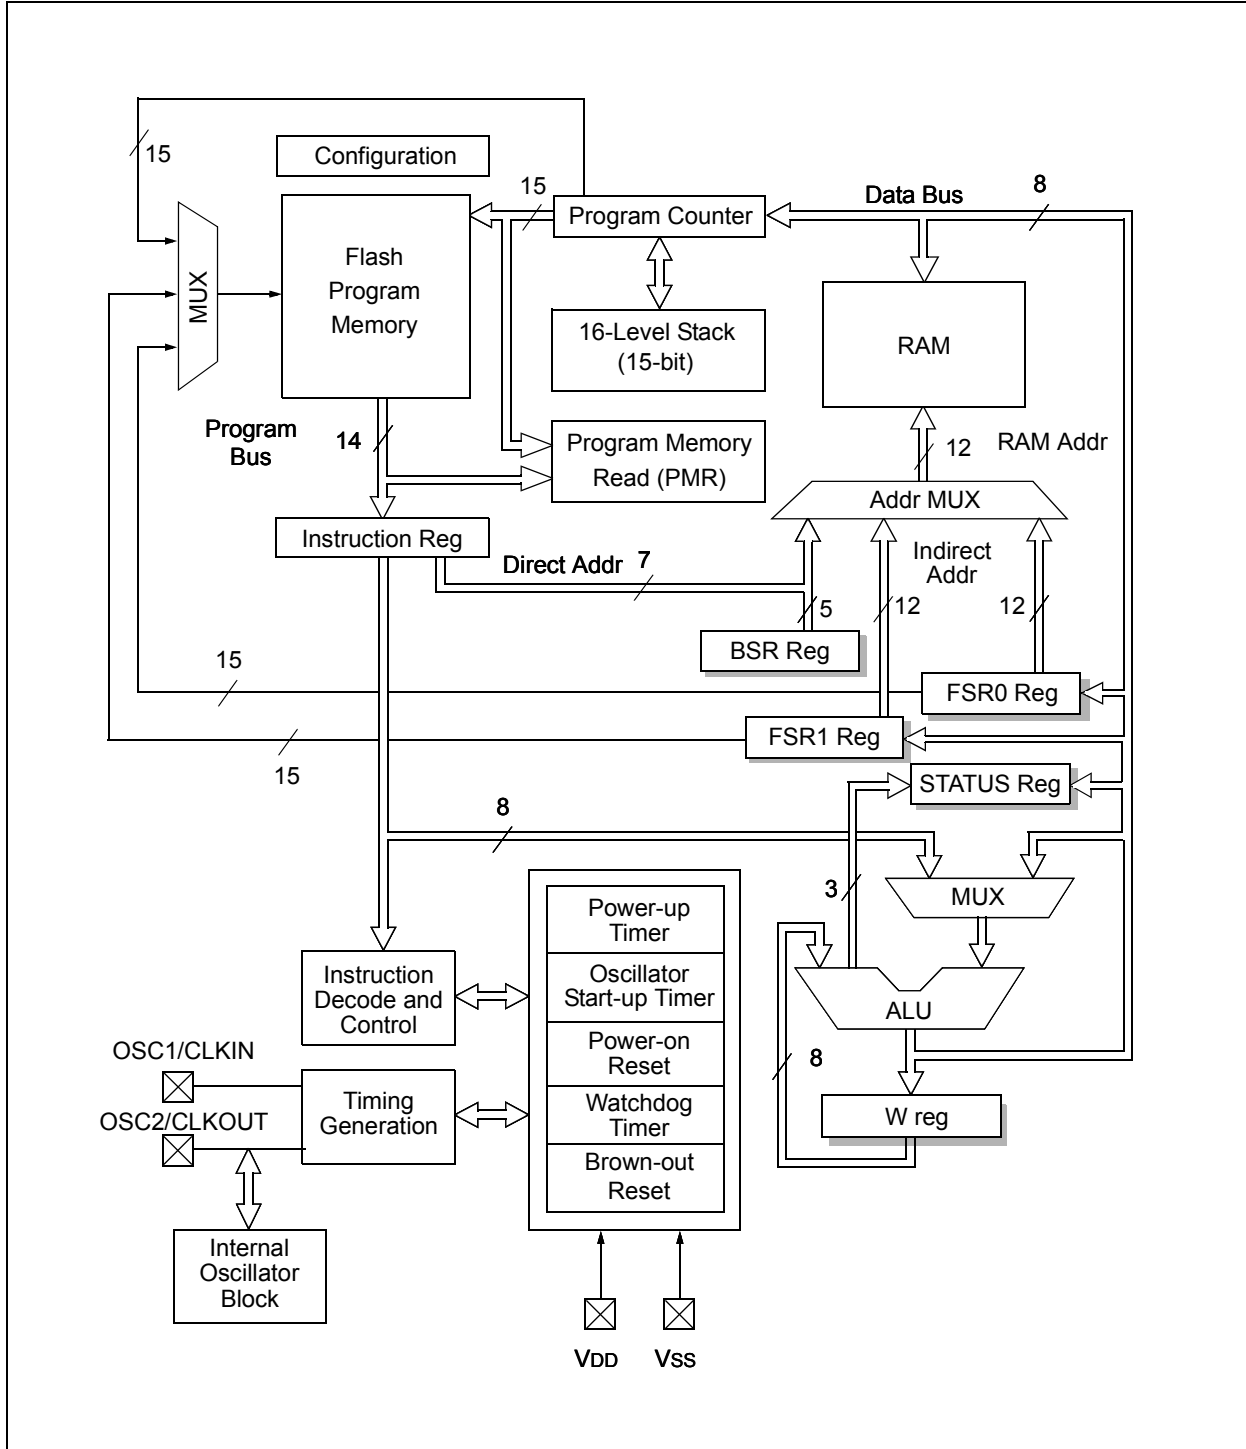 15
Configuration
15
Program Counter
Data Bus
8
MUX
Flash
Program
Memory
16-Level Stack
(15-bit)
RAM
Program
Bus
14
Program Memory
Read (PMR)
12
RAM Addr
Addr MUX
Instruction Reg
Direct Addr
7
Indirect
Addr
5
12
12
BSR Reg
15
FSR0 Reg
FSR1 Reg
15
STATUS Reg
8
3
MUX
Power-up
Timer
Instruction
Decode and
Control
Oscillator
Start-up Timer
ALU
OSC1/CLKIN
Power-on
Reset
8
OSC2/CLKOUT
Timing
Generation
Watchdog
Timer
W reg
Brown-out
Reset
Internal
Oscillator
Block
VDD
VSS